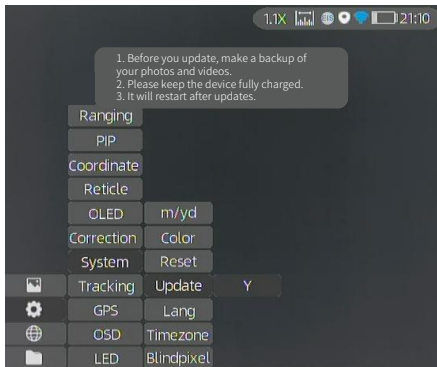 1.1X 21:10
1. Before you update, make a backup of
your photos and videos.
2. Please keep the device fully charged.
3. It will restart after updates.
Ranging
PIP
Coordinate
Reticle
OLED m/yd
Correction Color
System Reset
Tracking Update Y
GPS Lang
OSD Timezone
LED Blindpixel